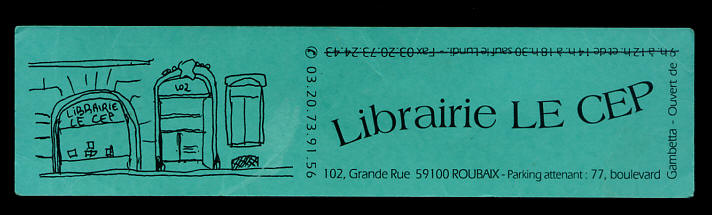 LIBRAIRIE
LE CEP
102
Librairie LE CEP
102, Grande Rue 59100 ROUBAIX - Parking attenant : 77, boulevard
Gambetta - Ouvert de
9 h. à 12 h. et de 14 h. à 18 h. 30 sauf le Lundi. - Fax 03.20.73.24.43
✆ 03.20.73.91.56